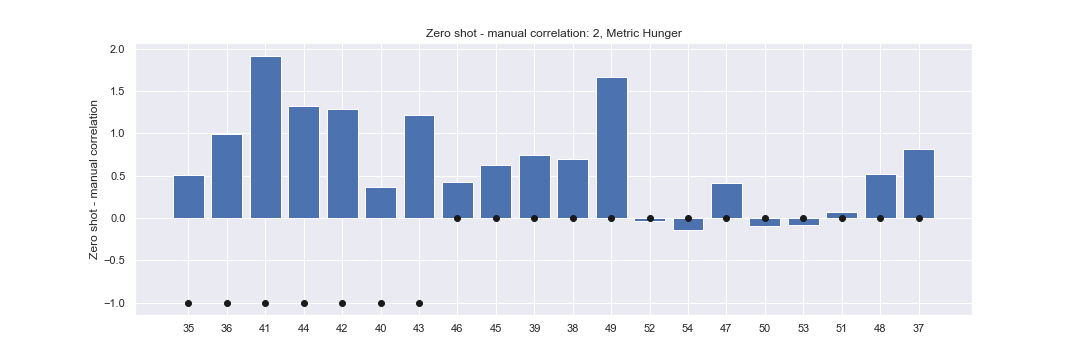 Zero shot - manual correlation: 2, Metric Hunger
Zero shot - manual correlation
2.0
1.5
1.0
0.5
0.0
−0.5
−1.0
35 36 41 44 42 40 43 46 45 39 38 49 52 54 47 50 53 51 48 37